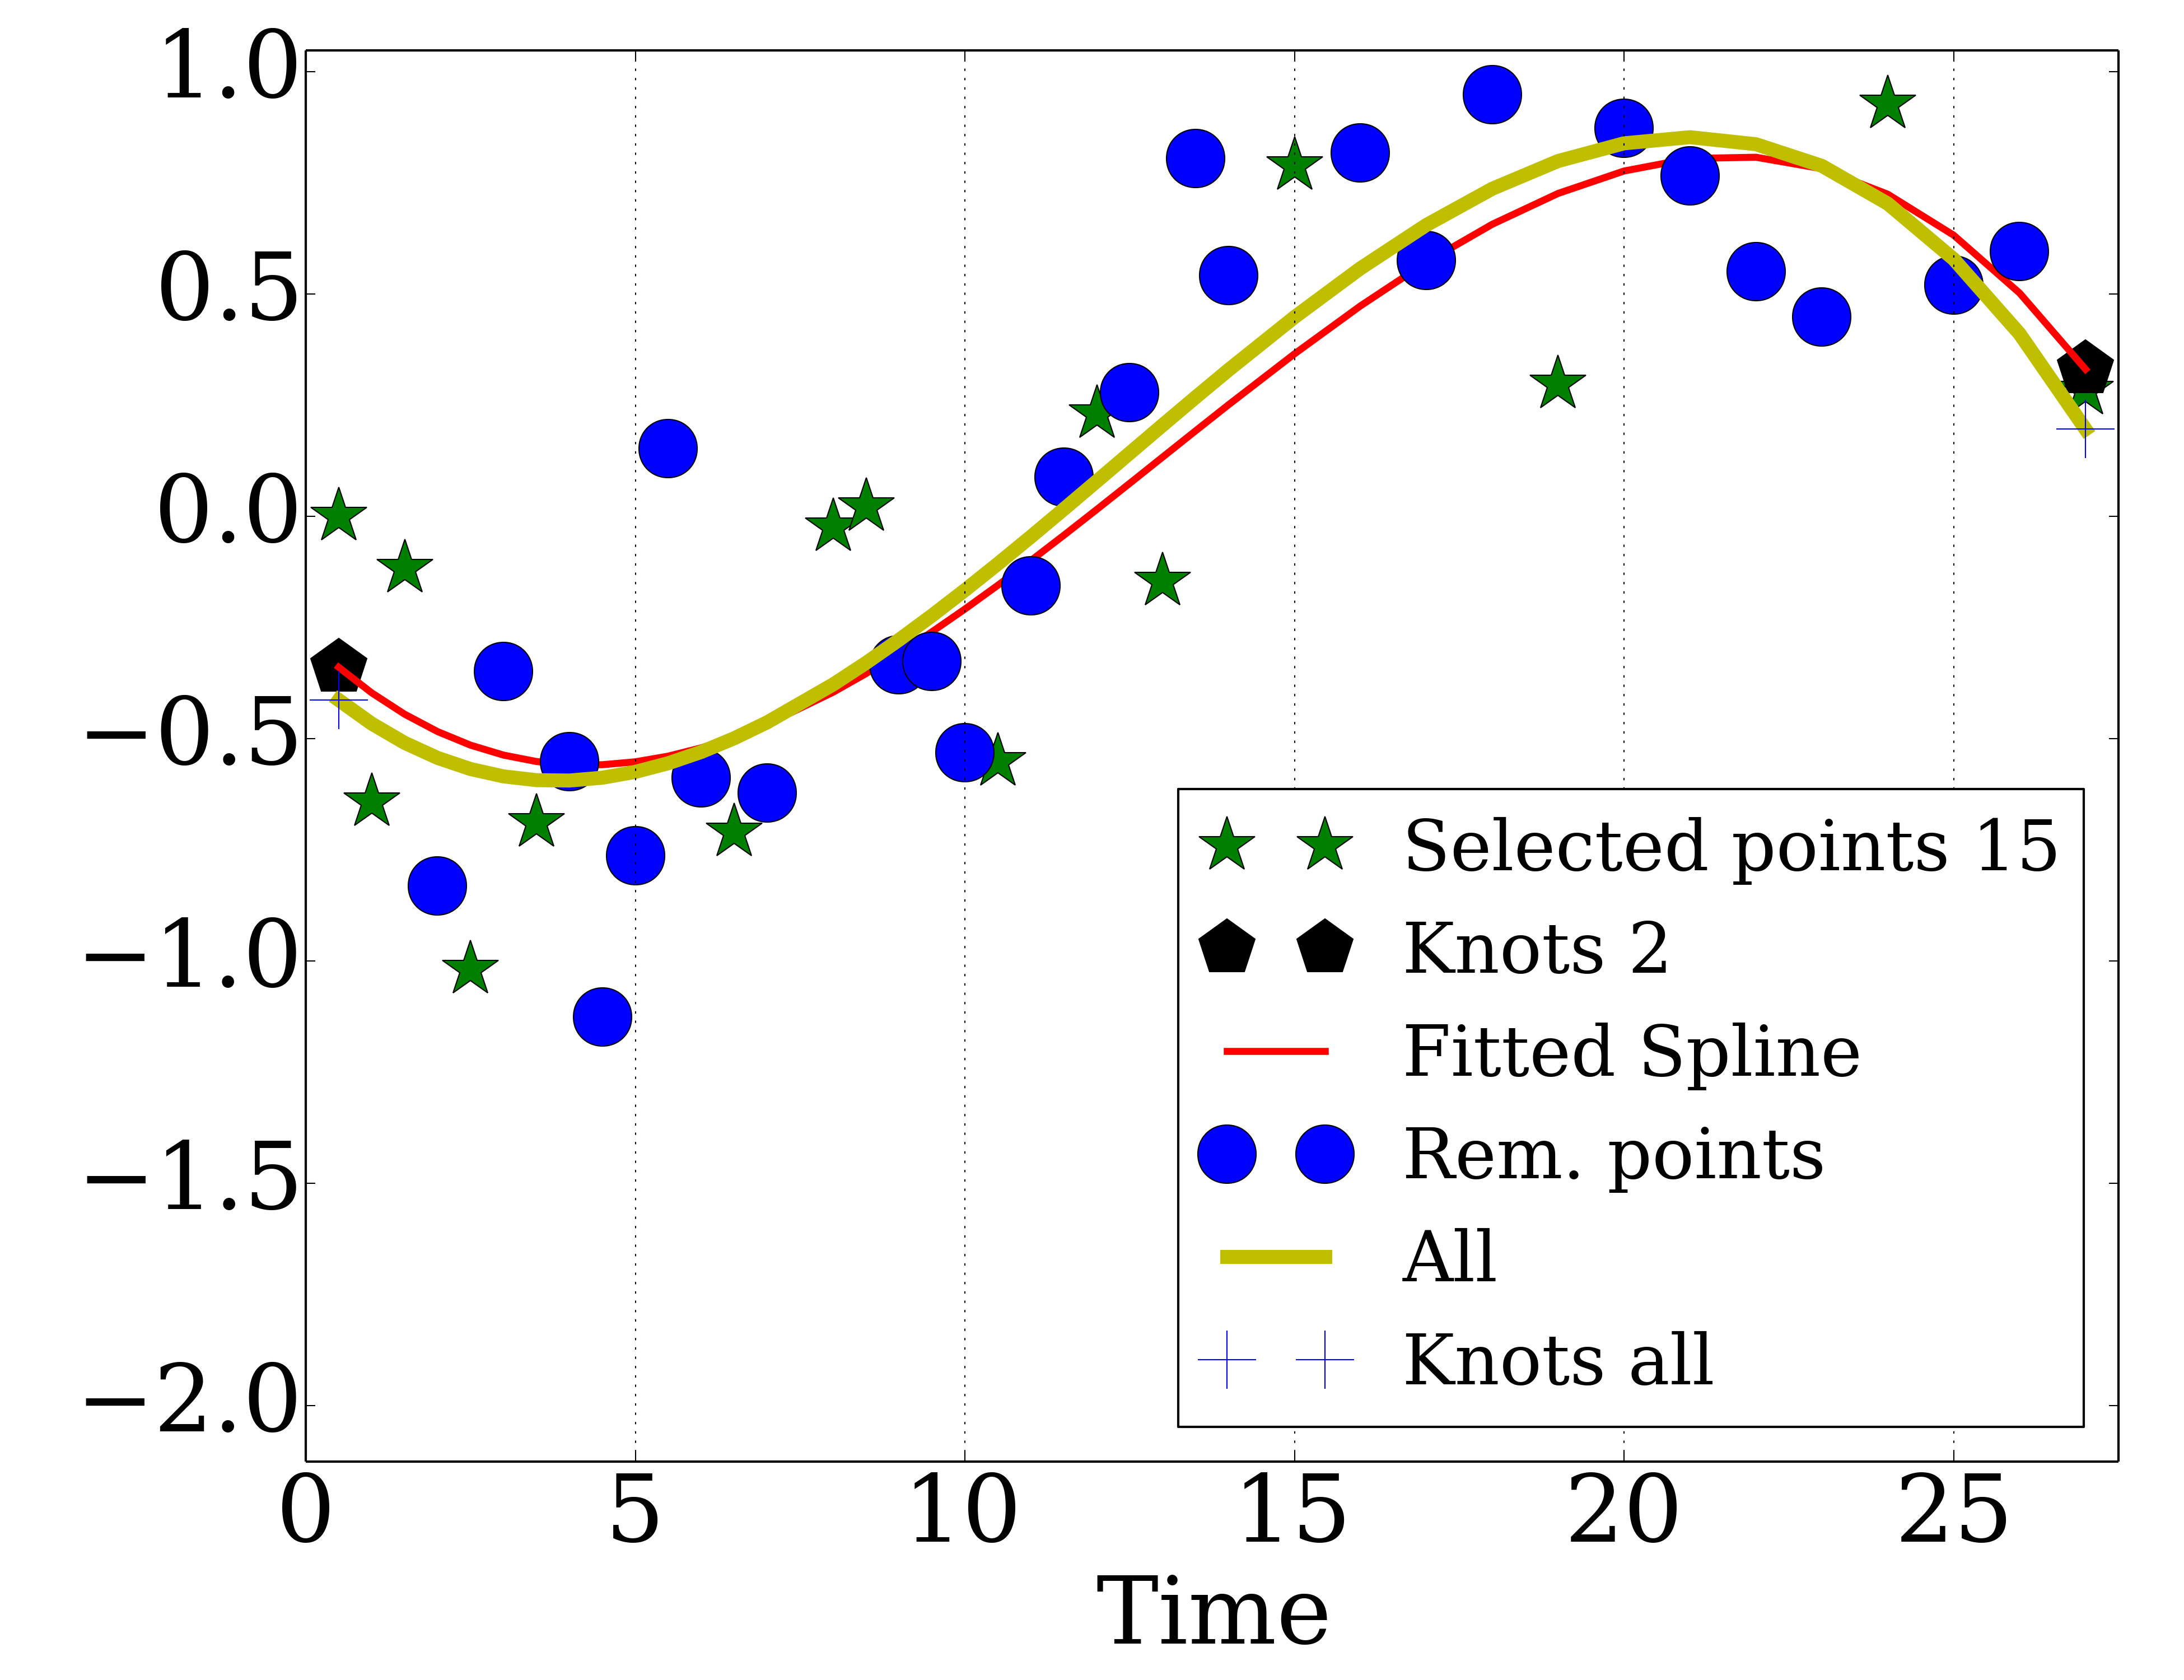 1.0
0.5
0.0
−0.5
−1.0
−1.5
−2.0
0 5 10 15 20 25
Time
Selected points 15
Knots 2
Fitted Spline
Rem. points
All
Knots all